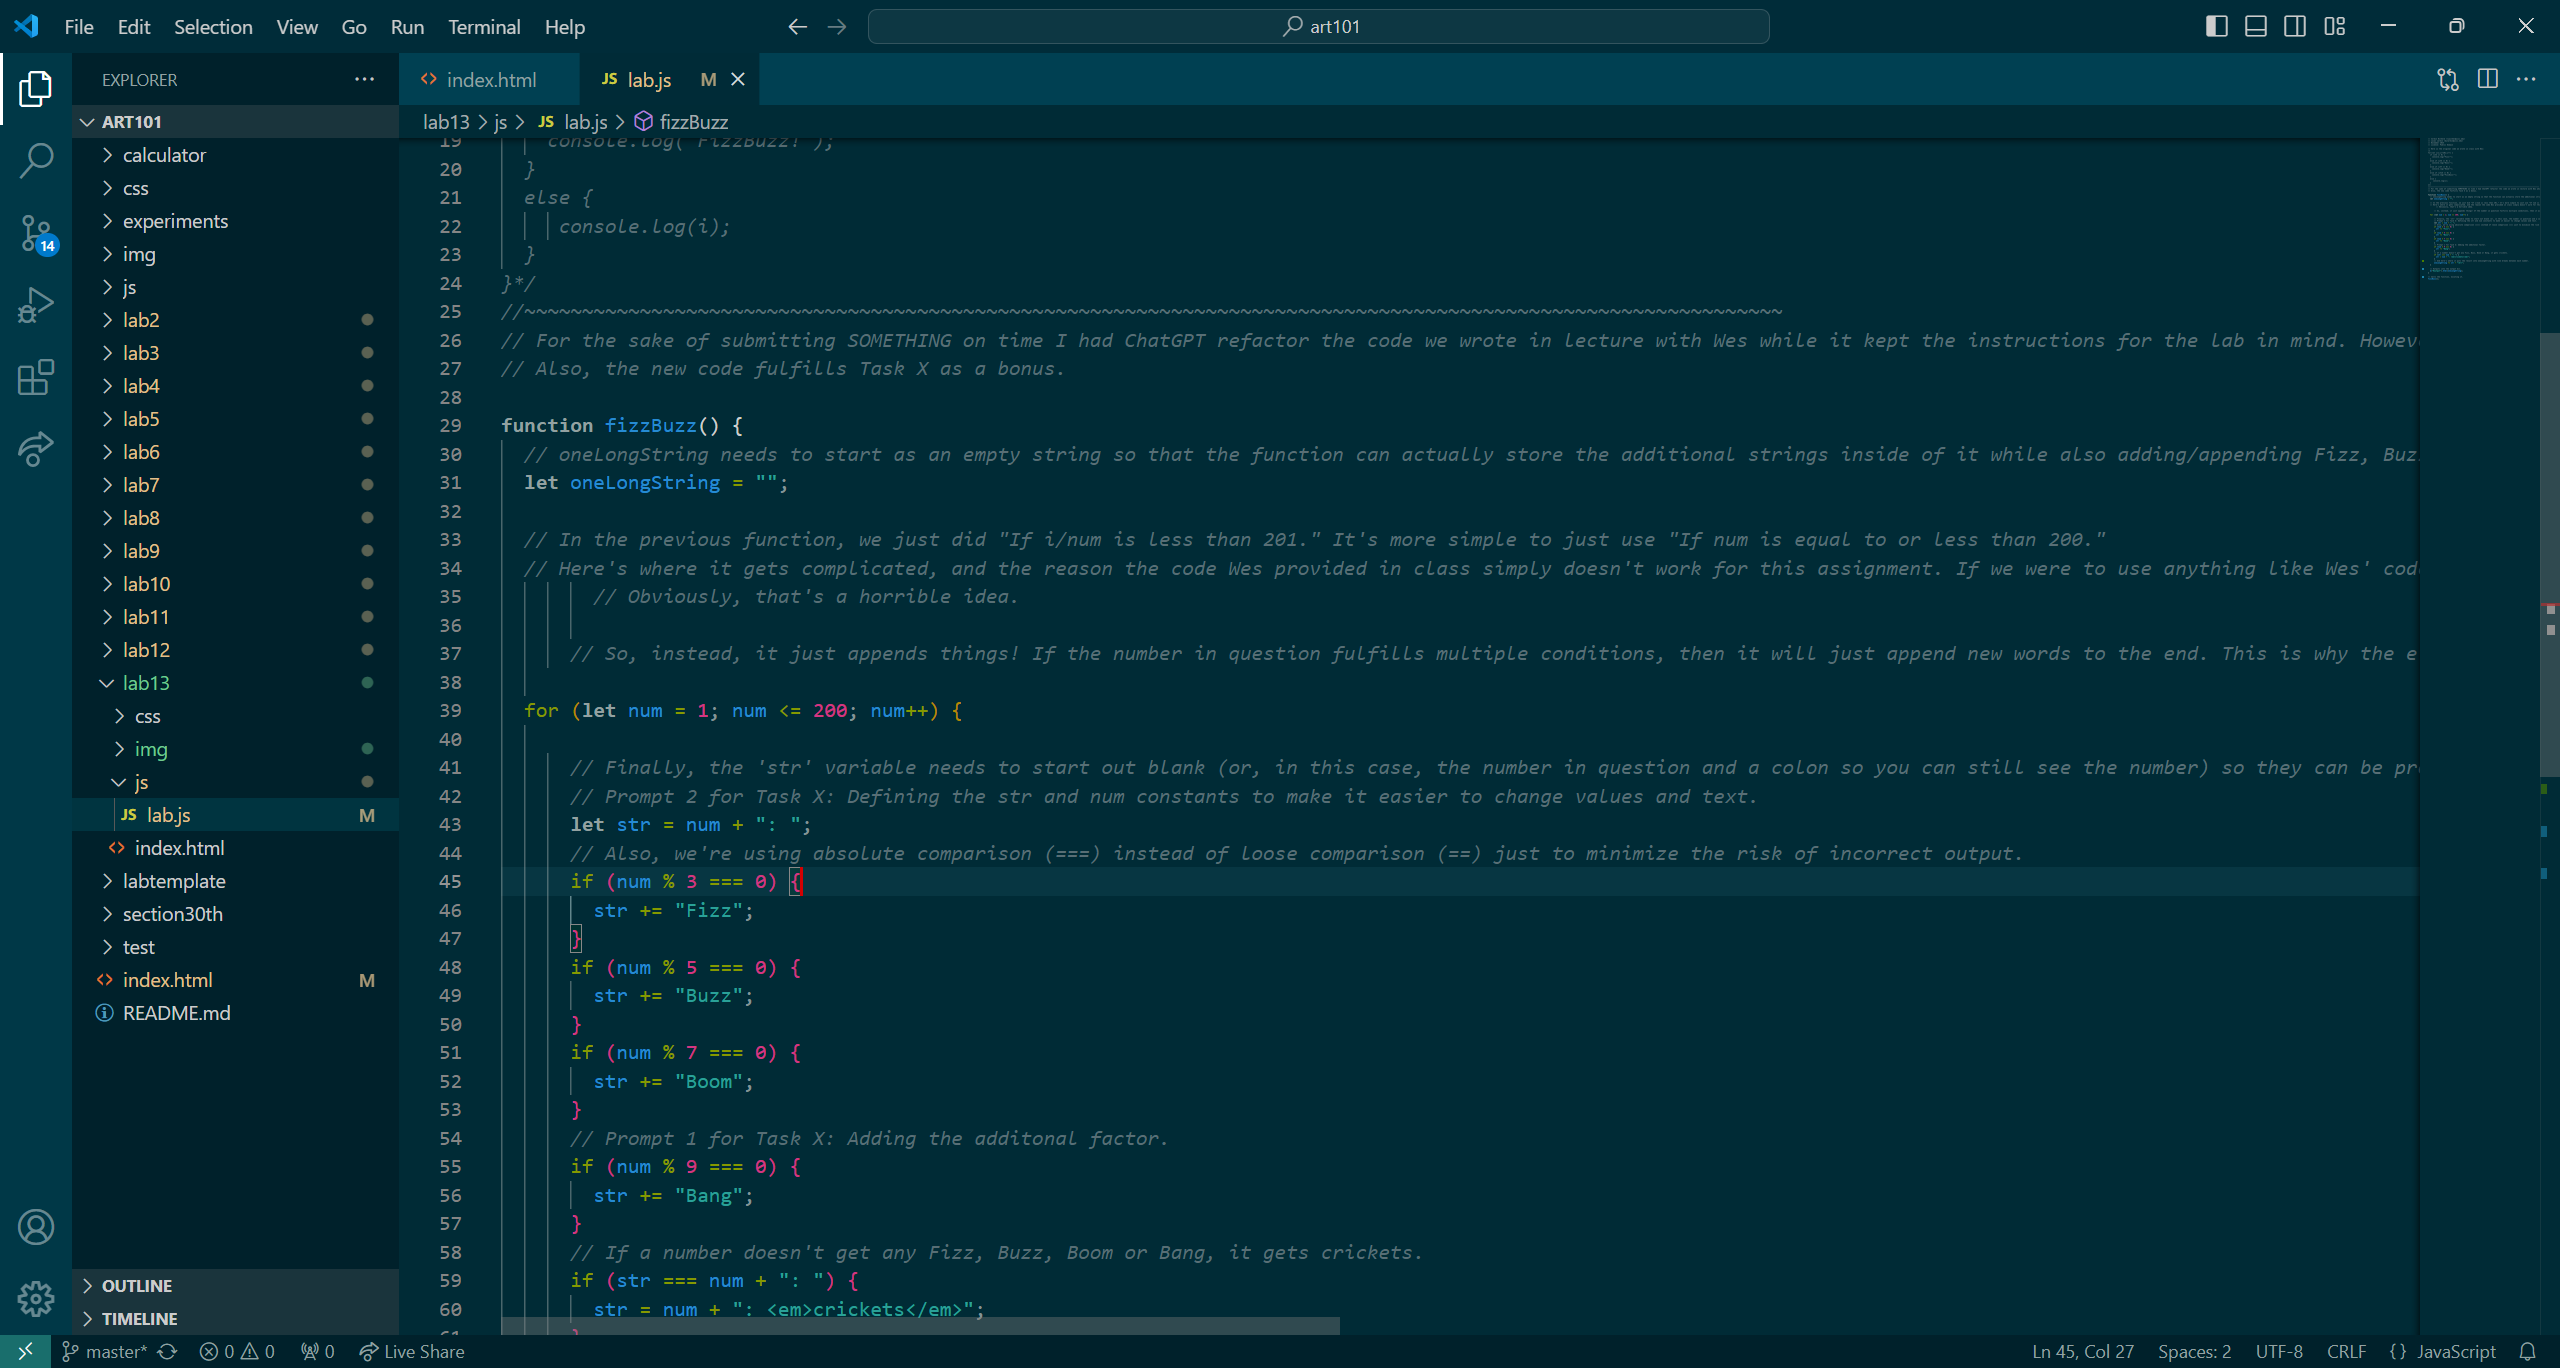 File Edit Selection View Go Run Terminal Help
art101
EXPLORER
index.html
JS lab.js M
ART101
lab13 > js > JS lab.js > fizzBuzz
calculator
css
experiments
img
js
lab2
lab3
lab4
lab5
lab6
lab7
lab8
lab9
lab10
lab11
lab12
lab13
css
img
js
JS lab.js M
index.html
labtemplate
section30th
test
index.html M
README.md
OUTLINE
TIMELINE
14
19 console.log("FizzBuzz!");
20 }
21 else {
22 console.log(i);
23 }
24 }*/
25 //~~~~~~~~~~~~~~~~~~~~~~~~~~~~~~~~~~~~~~~~~~~~~~~~~~~~~~~~~~~~~~~~~~~~~~~~~~~~~~~~~~~~~~~~~~~~~~~~~~~~~~~~~~~~~
26 // For the sake of submitting SOMETHING on time I had ChatGPT refactor the code we wrote in lecture with Wes while it kept the instructions for the lab in mind. Howev
27 // Also, the new code fulfills Task X as a bonus.
28
29 function fizzBuzz() {
30 // oneLongString needs to start as an empty string so that the function can actually store the additional strings inside of it while also adding/appending Fizz, Buz
31 let oneLongString = "";
32
33 // In the previous function, we just did "If i/num is less than 201." It's more simple to just use "If num is equal to or less than 200."
34 // Here's where it gets complicated, and the reason the code Wes provided in class simply doesn't work for this assignment. If we were to use anything like Wes' cod
35 // Obviously, that's a horrible idea.
36
37 // So, instead, it just appends things! If the number in question fulfills multiple conditions, then it will just append new words to the end. This is why the e
38
39 for (let num = 1; num <= 200; num++) {
40
41 // Finally, the 'str' variable needs to start out blank (or, in this case, the number in question and a colon so you can still see the number) so they can be pr
42 // Prompt 2 for Task X: Defining the str and num constants to make it easier to change values and text.
43 let str = num + ": ";
44 // Also, we're using absolute comparison (===) instead of loose comparison (==) just to minimize the risk of incorrect output.
45 if (num % 3 === 0) {
46 str += "Fizz";
47 }
48 if (num % 5 === 0) {
49 str += "Buzz";
50 }
51 if (num % 7 === 0) {
52 str += "Boom";
53 }
54 // Prompt 1 for Task X: Adding the additonal factor.
55 if (num % 9 === 0) {
56 str += "Bang";
57 }
58 // If a number doesn't get any Fizz, Buzz, Boom or Bang, it gets crickets.
59 if (str === num + ": ") {
60 str = num + ": <em>crickets</em>";
61 }
master* 0 0 0 Live Share
Ln 45, Col 27 Spaces: 2 UTF-8 CRLF {} JavaScript